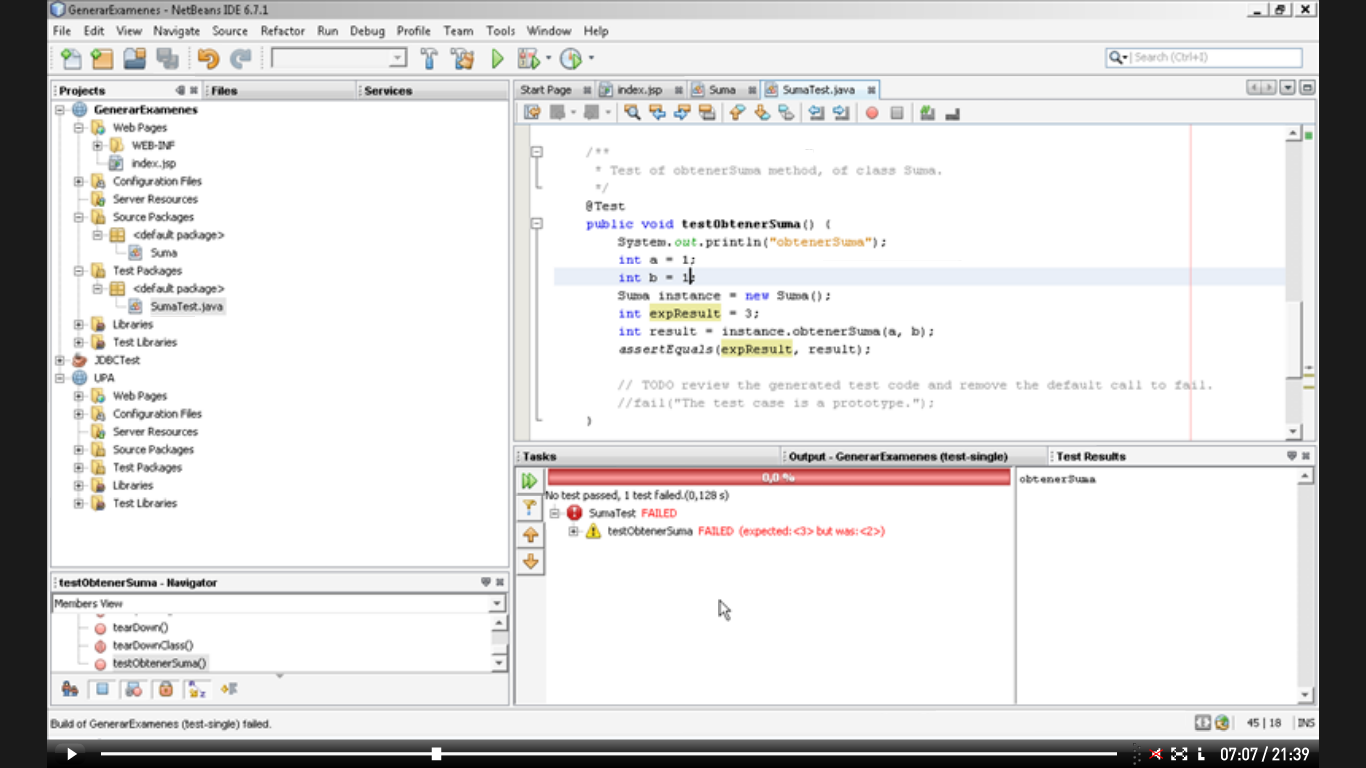 GenerarExamenes - NetBeans IDE 6.7.1
File Edit View Navigate Source Refactor Run Debug Profile Team Tools Window Help
Search (Ctrl+I)
Projects
Files
Services
GenerarExamenes
Web Pages
WEB-INF
index.jsp
Configuration Files
Server Resources
Source Packages
<default package>
Suma
Test Packages
<default package>
SumaTest.java
Libraries
Test Libraries
JDBCTest
UPA
Web Pages
Configuration Files
Server Resources
Source Packages
Test Packages
Libraries
Test Libraries
testObtenerSuma - Navigator
Members View
tearDown()
tearDownClass()
testObtenerSuma()
Start Page index.jsp Suma SumaTest.java
/**
* Test of obtenerSuma method, of class Suma.
*/
@Test
public void testObtenerSuma() {
System.out.println("obtenerSuma");
int a = 1;
int b = 1;
Suma instance = new Suma();
int expResult = 3;
int result = instance.obtenerSuma(a, b);
assertEquals(expResult, result);
// TODO review the generated test code and remove the default call to fail.
//fail("The test case is a prototype.");
}
Tasks
Output - GenerarExamenes (test-single)
Test Results
0,0 %
No test passed, 1 test failed.(0,128 s)
SumaTest FAILED
testObtenerSuma FAILED (expected:<3> but was:<2>)
obtenerSuma
Build of GenerarExamenes (test-single) failed.
45 | 18 INS
07:07 / 21:39